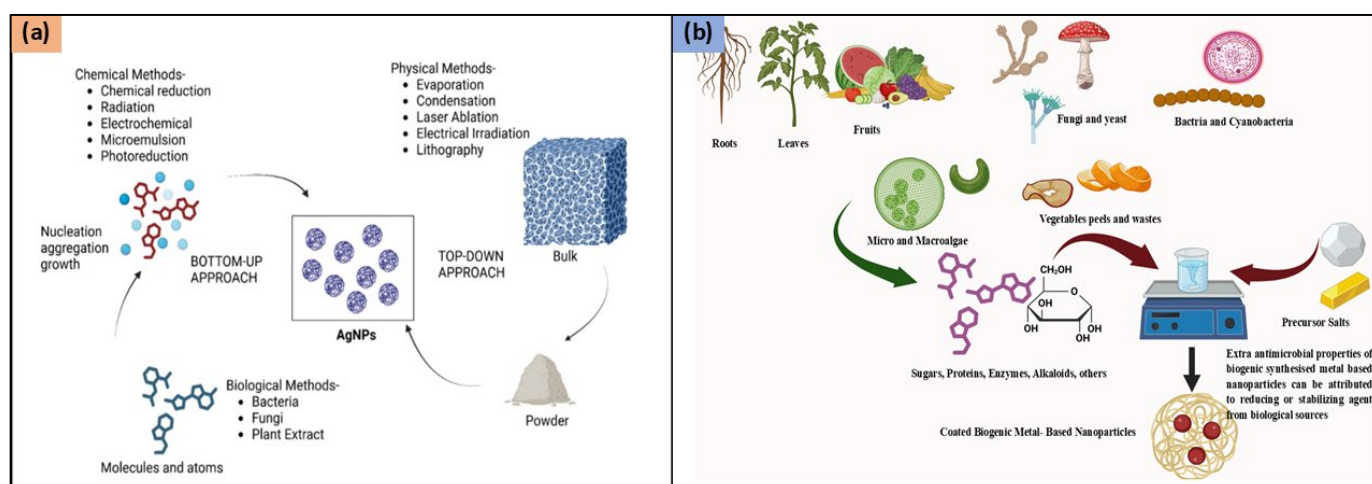 (a)
Chemical Methods-
• Chemical reduction
• Radiation
• Electrochemical
• Microemulsion
• Photoreduction
Physical Methods-
• Evaporation
• Condensation
• Laser Ablation
• Electrical Irradiation
• Lithography
Nucleation
aggregation
growth
BOTTOM-UP
APPROACH
TOP-DOWN
APPROACH
Bulk
AgNPs
Biological Methods-
• Bacteria
• Fungi
• Plant Extract
Powder
Molecules and atoms
(b)
Roots
Leaves
Fruits
Fungi and yeast
Bactria and Cyanobacteria
Vegetables peels and wastes
Micro and Macroalgae
CH₂OH
O
OH
OH
OH
OH
Precursor Salts
Sugars, Proteins, Enzymes, Alkaloids, others
Extra antimicrobial properties of
biogenic synthesised metal based
nanoparticles can be attributed
to reducing or stabilizing agent
from biological sources
Coated Biogenic Metal- Based Nanoparticles